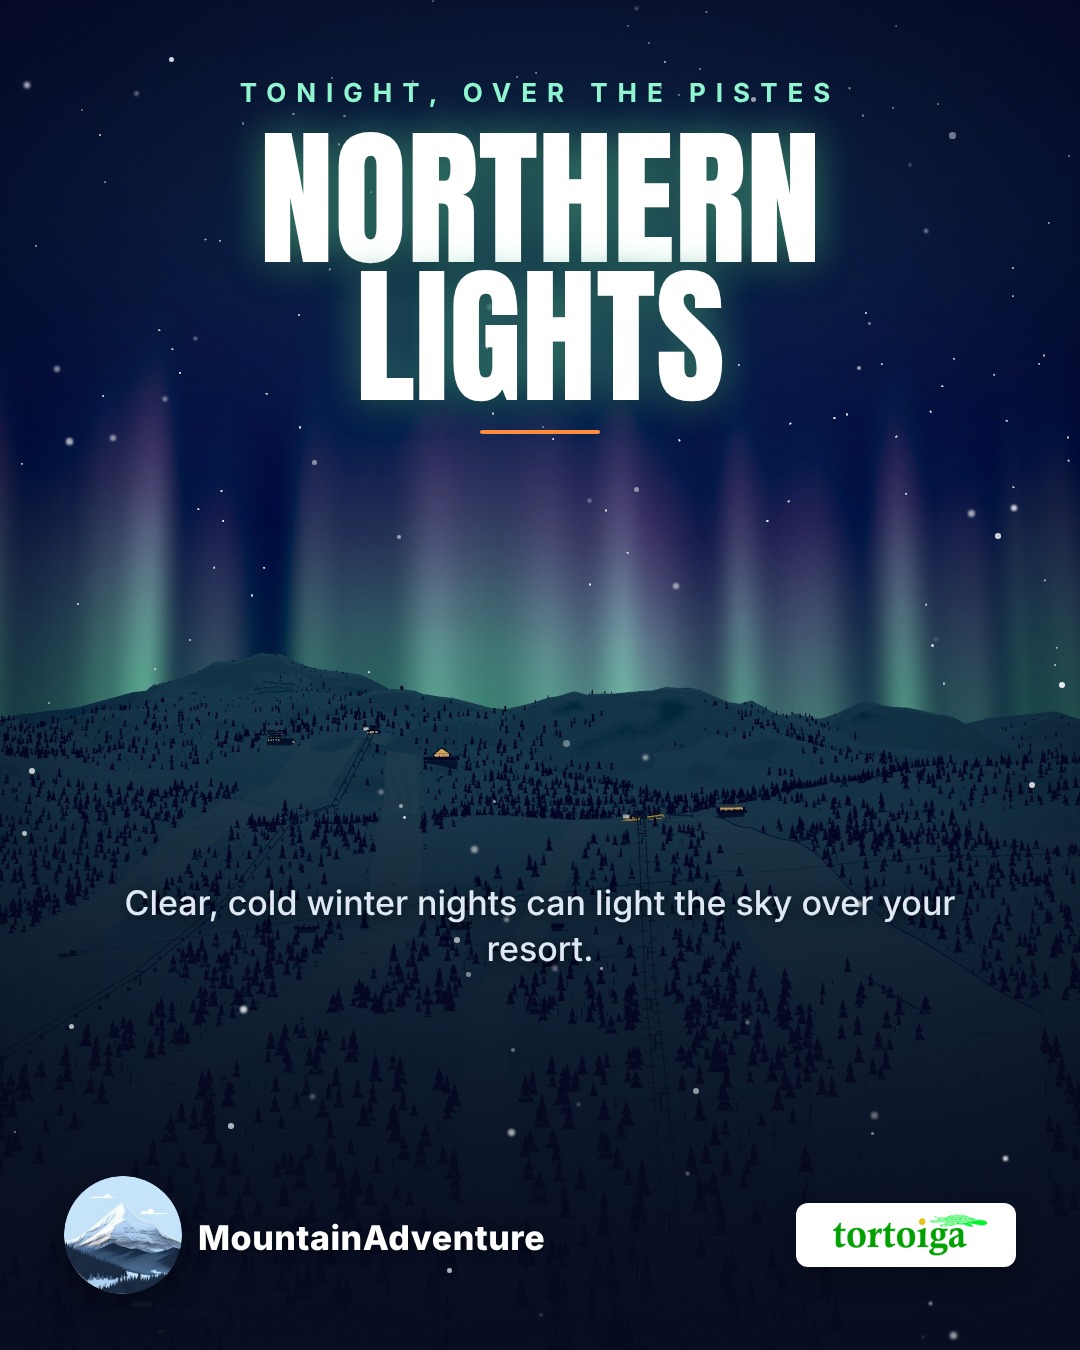 TONIGHT, OVER THE PISTES
NORTHERN
LIGHTS
Clear, cold winter nights can light the sky over your
resort.
MountainAdventure
tortoiga